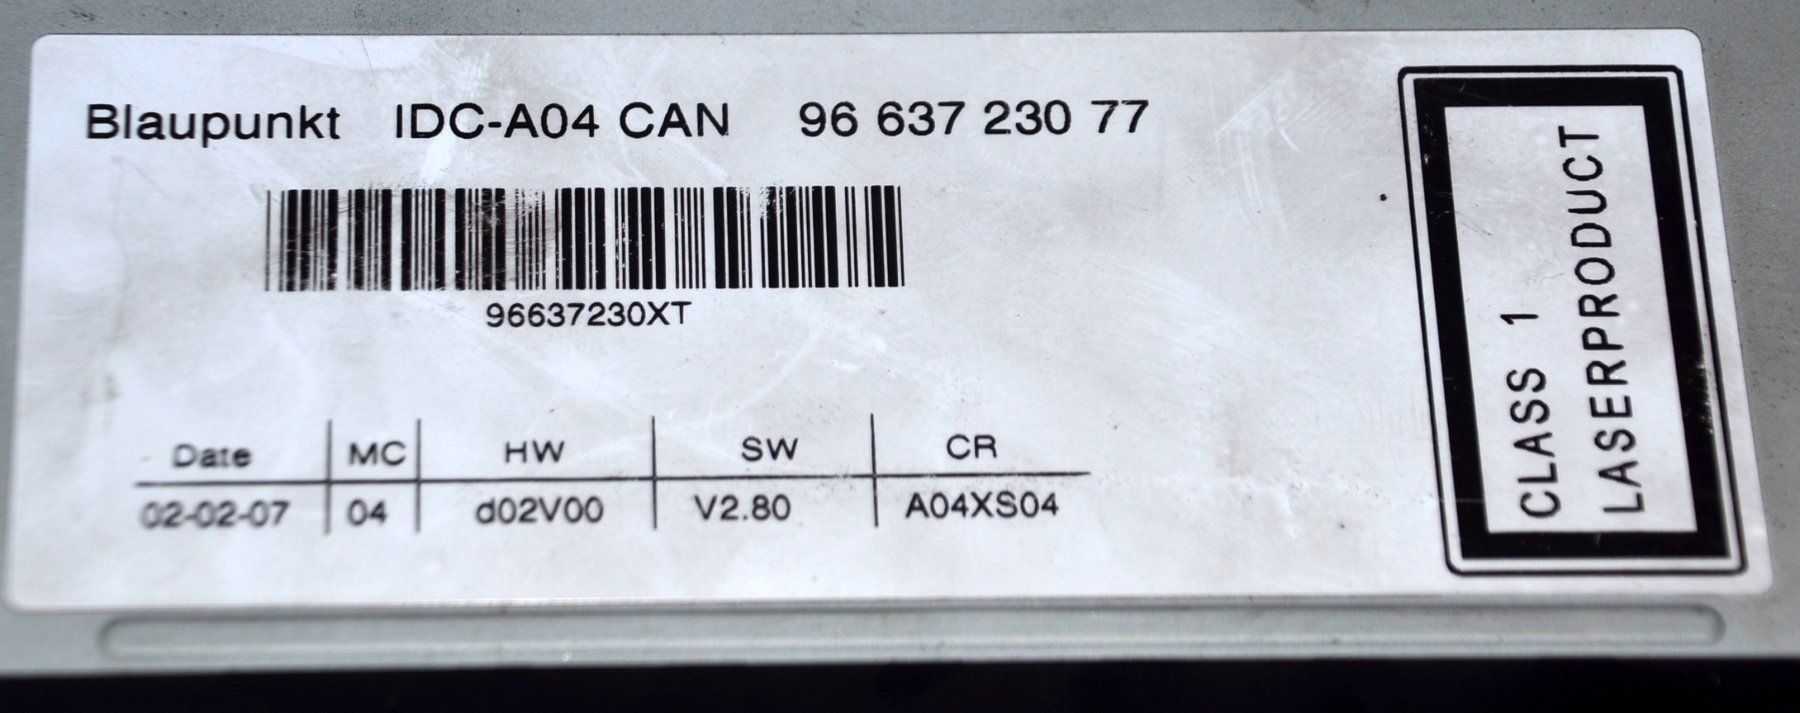 Blaupunkt IDC-A04 CAN 96 637 230 77
96637230XT
Date MC HW SW CR
02-02-07 04 d02V00 V2.80 A04XS04
CLASS 1
LASERPRODUCT